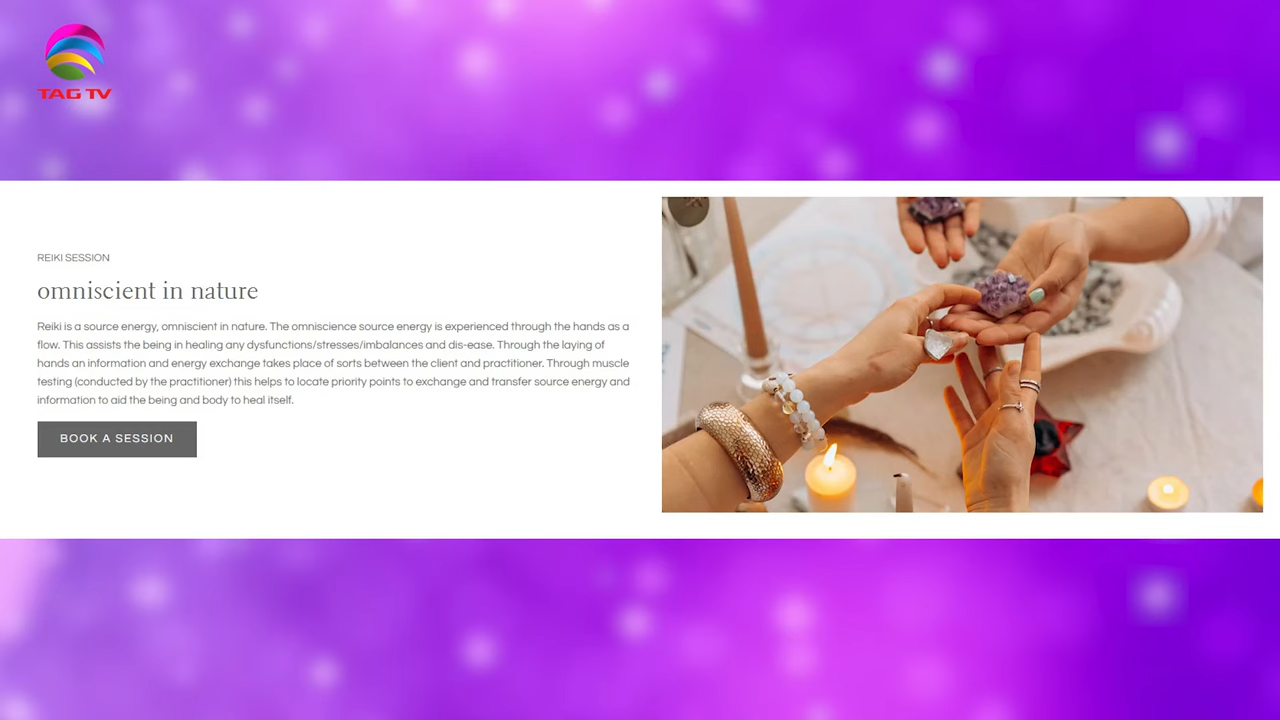 TAG TV
REIKI SESSION
omniscient in nature
Reiki is a source energy, omniscient in nature. The omniscience source energy is experienced through the hands as a
flow. This assists the being in healing any dysfunctions/stresses/imbalances and dis-ease. Through the laying of
hands an information and energy exchange takes place of sorts between the client and practitioner. Through muscle
testing (conducted by the practitioner) this helps to locate priority points to exchange and transfer source energy and
information to aid the being and body to heal itself.
BOOK A SESSION